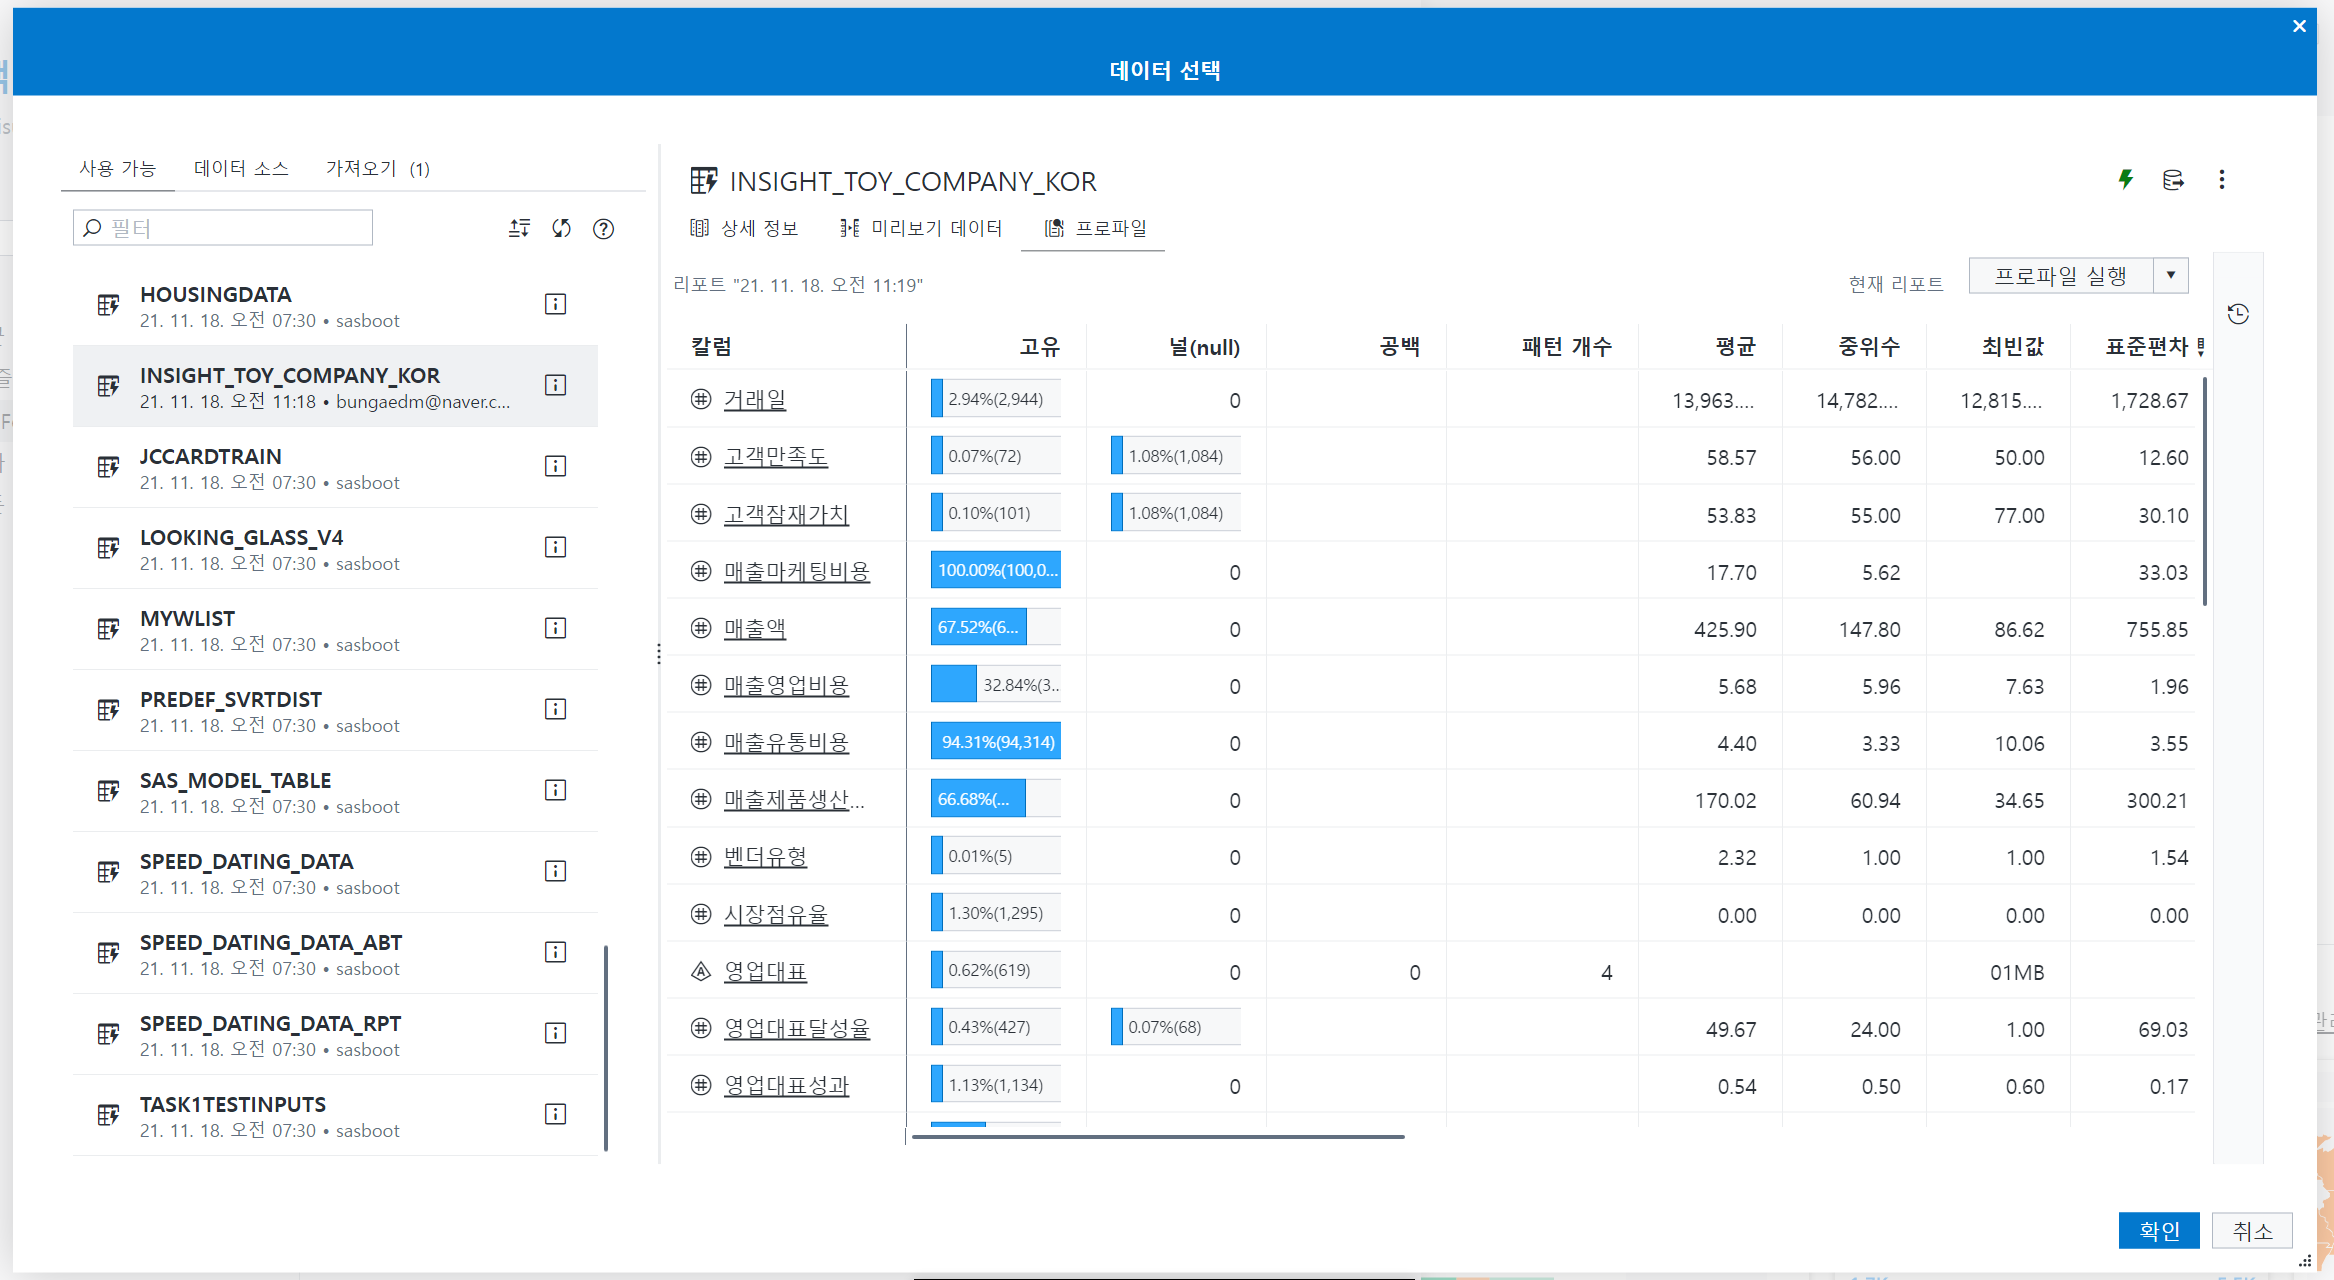 데이터 선택
사용 가능 데이터 소스 가져오기 (1)
필터
HOUSINGDATA
21. 11. 18. 오전 07:30 • sasboot
INSIGHT_TOY_COMPANY_KOR
21. 11. 18. 오전 11:18 • bungaedm@naver.c...
JCCARDTRAIN
21. 11. 18. 오전 07:30 • sasboot
LOOKING_GLASS_V4
21. 11. 18. 오전 07:30 • sasboot
MYWLIST
21. 11. 18. 오전 07:30 • sasboot
PREDEF_SVRTDIST
21. 11. 18. 오전 07:30 • sasboot
SAS_MODEL_TABLE
21. 11. 18. 오전 07:30 • sasboot
SPEED_DATING_DATA
21. 11. 18. 오전 07:30 • sasboot
SPEED_DATING_DATA_ABT
21. 11. 18. 오전 07:30 • sasboot
SPEED_DATING_DATA_RPT
21. 11. 18. 오전 07:30 • sasboot
TASK1TESTINPUTS
21. 11. 18. 오전 07:30 • sasboot
INSIGHT_TOY_COMPANY_KOR
상세 정보 미리보기 데이터 프로파일
리포트 "21. 11. 18. 오전 11:19" 현재 리포트 프로파일 실행
칼럼 고유 널(null) 공백 패턴 개수 평균 중위수 최빈값 표준편차
거래일 2.94%(2,944) 0 13,963.... 14,782.... 12,815.... 1,728.67
고객만족도 0.07%(72) 1.08%(1,084) 58.57 56.00 50.00 12.60
고객잠재가치 0.10%(101) 1.08%(1,084) 53.83 55.00 77.00 30.10
매출마케팅비용 100.00%(100,0... 0 17.70 5.62 33.03
매출액 67.52%(6... 0 425.90 147.80 86.62 755.85
매출영업비용 32.84%(3.. 0 5.68 5.96 7.63 1.96
매출유통비용 94.31%(94,314) 0 4.40 3.33 10.06 3.55
매출제품생산... 66.68%(... 0 170.02 60.94 34.65 300.21
벤더유형 0.01%(5) 0 2.32 1.00 1.00 1.54
시장점유율 1.30%(1,295) 0 0.00 0.00 0.00 0.00
영업대표 0.62%(619) 0 0 4 01MB
영업대표달성율 0.43%(427) 0.07%(68) 49.67 24.00 1.00 69.03
영업대표성과 1.13%(1,134) 0 0.54 0.50 0.60 0.17
확인 취소